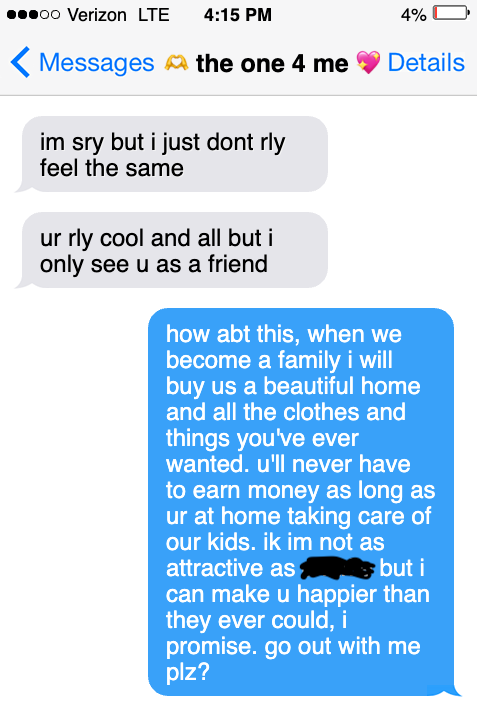 Verizon LTE 4:15 PM 4%
Messages 🫶 the one 4 me 💖 Details
im sry but i just dont rly
feel the same
ur rly cool and all but i
only see u as a friend
how abt this, when we
become a family i will
buy us a beautiful home
and all the clothes and
things you've ever
wanted. u'll never have
to earn money as long as
ur at home taking care of
our kids. ik im not as
attractive as but i
can make u happier than
they ever could, i
promise. go out with me
plz?